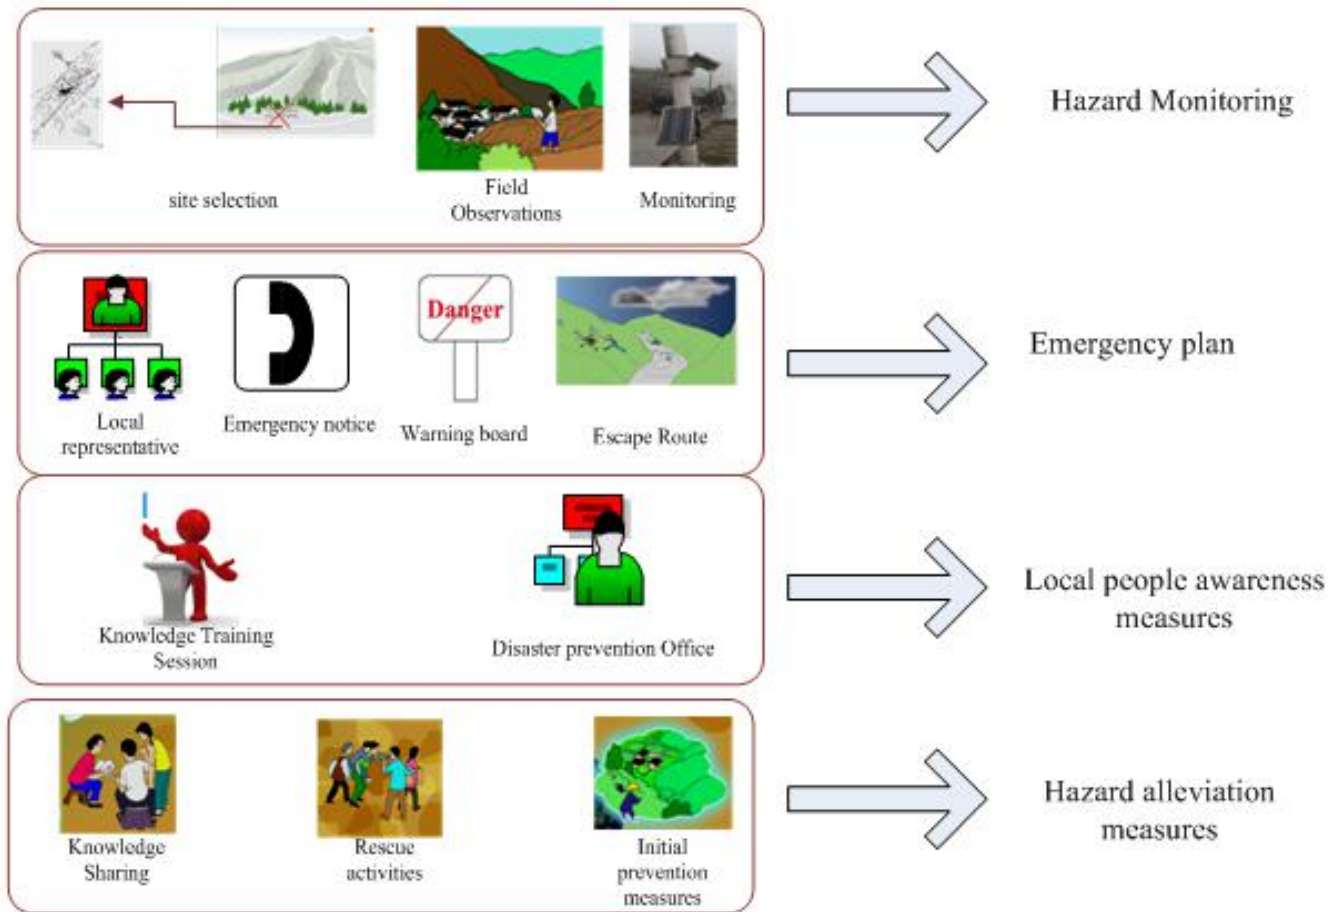 site selection
Field
Observations
Monitoring
Hazard Monitoring
Danger
Local
representative
Emergency notice
Warning board
Escape Route
Emergency plan
Knowledge Training
Session
Disaster prevention Office
Local people awareness
measures
Knowledge
Sharing
Rescue
activities
Initial
prevention
measures
Hazard alleviation
measures